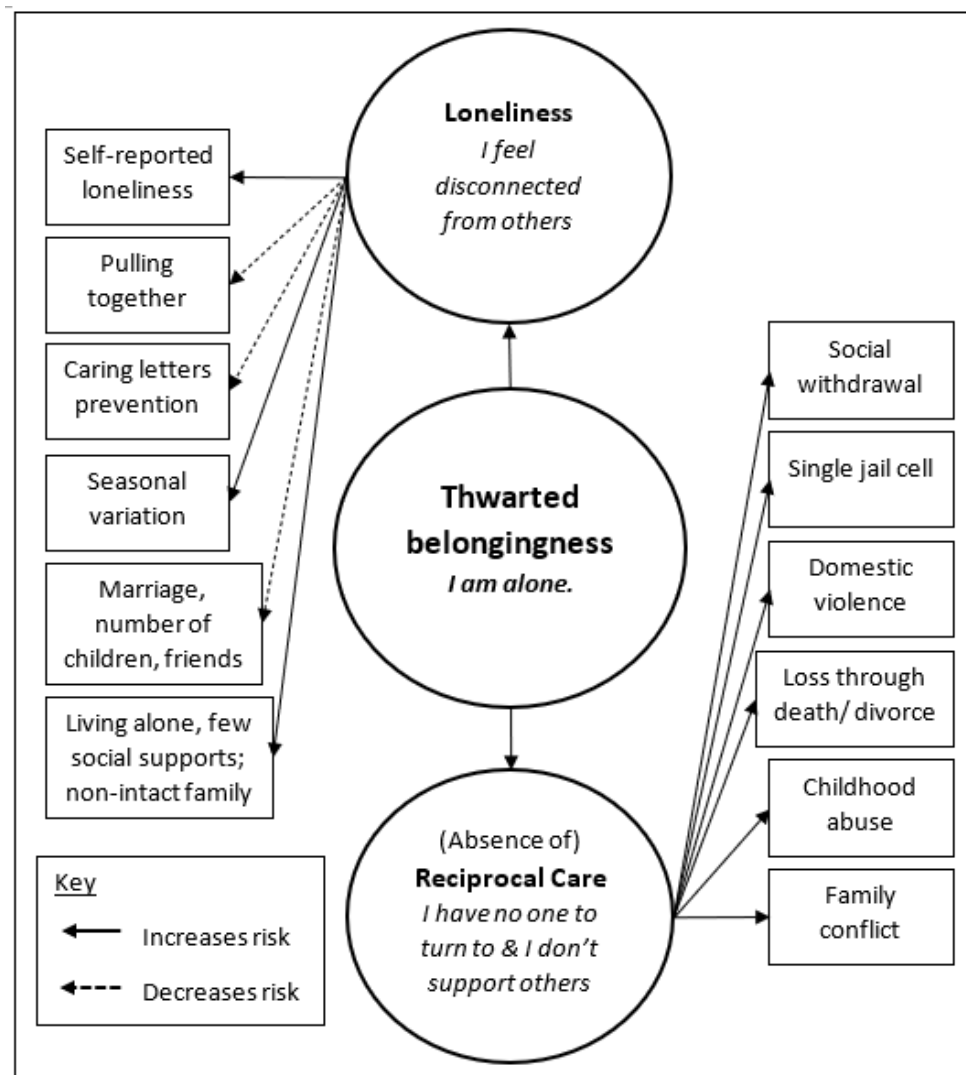 Loneliness
I feel
disconnected
from others
Self-reported
loneliness
Pulling
together
Caring letters
prevention
Seasonal
variation
Marriage,
number of
children, friends
Living alone, few
social supports;
non-intact family
Thwarted
belongingness
I am alone.
Social
withdrawal
Single jail cell
Domestic
violence
Loss through
death/ divorce
Childhood
abuse
Family
conflict
(Absence of)
Reciprocal Care
I have no one to
turn to & I don't
support others
Key
Increases risk
Decreases risk